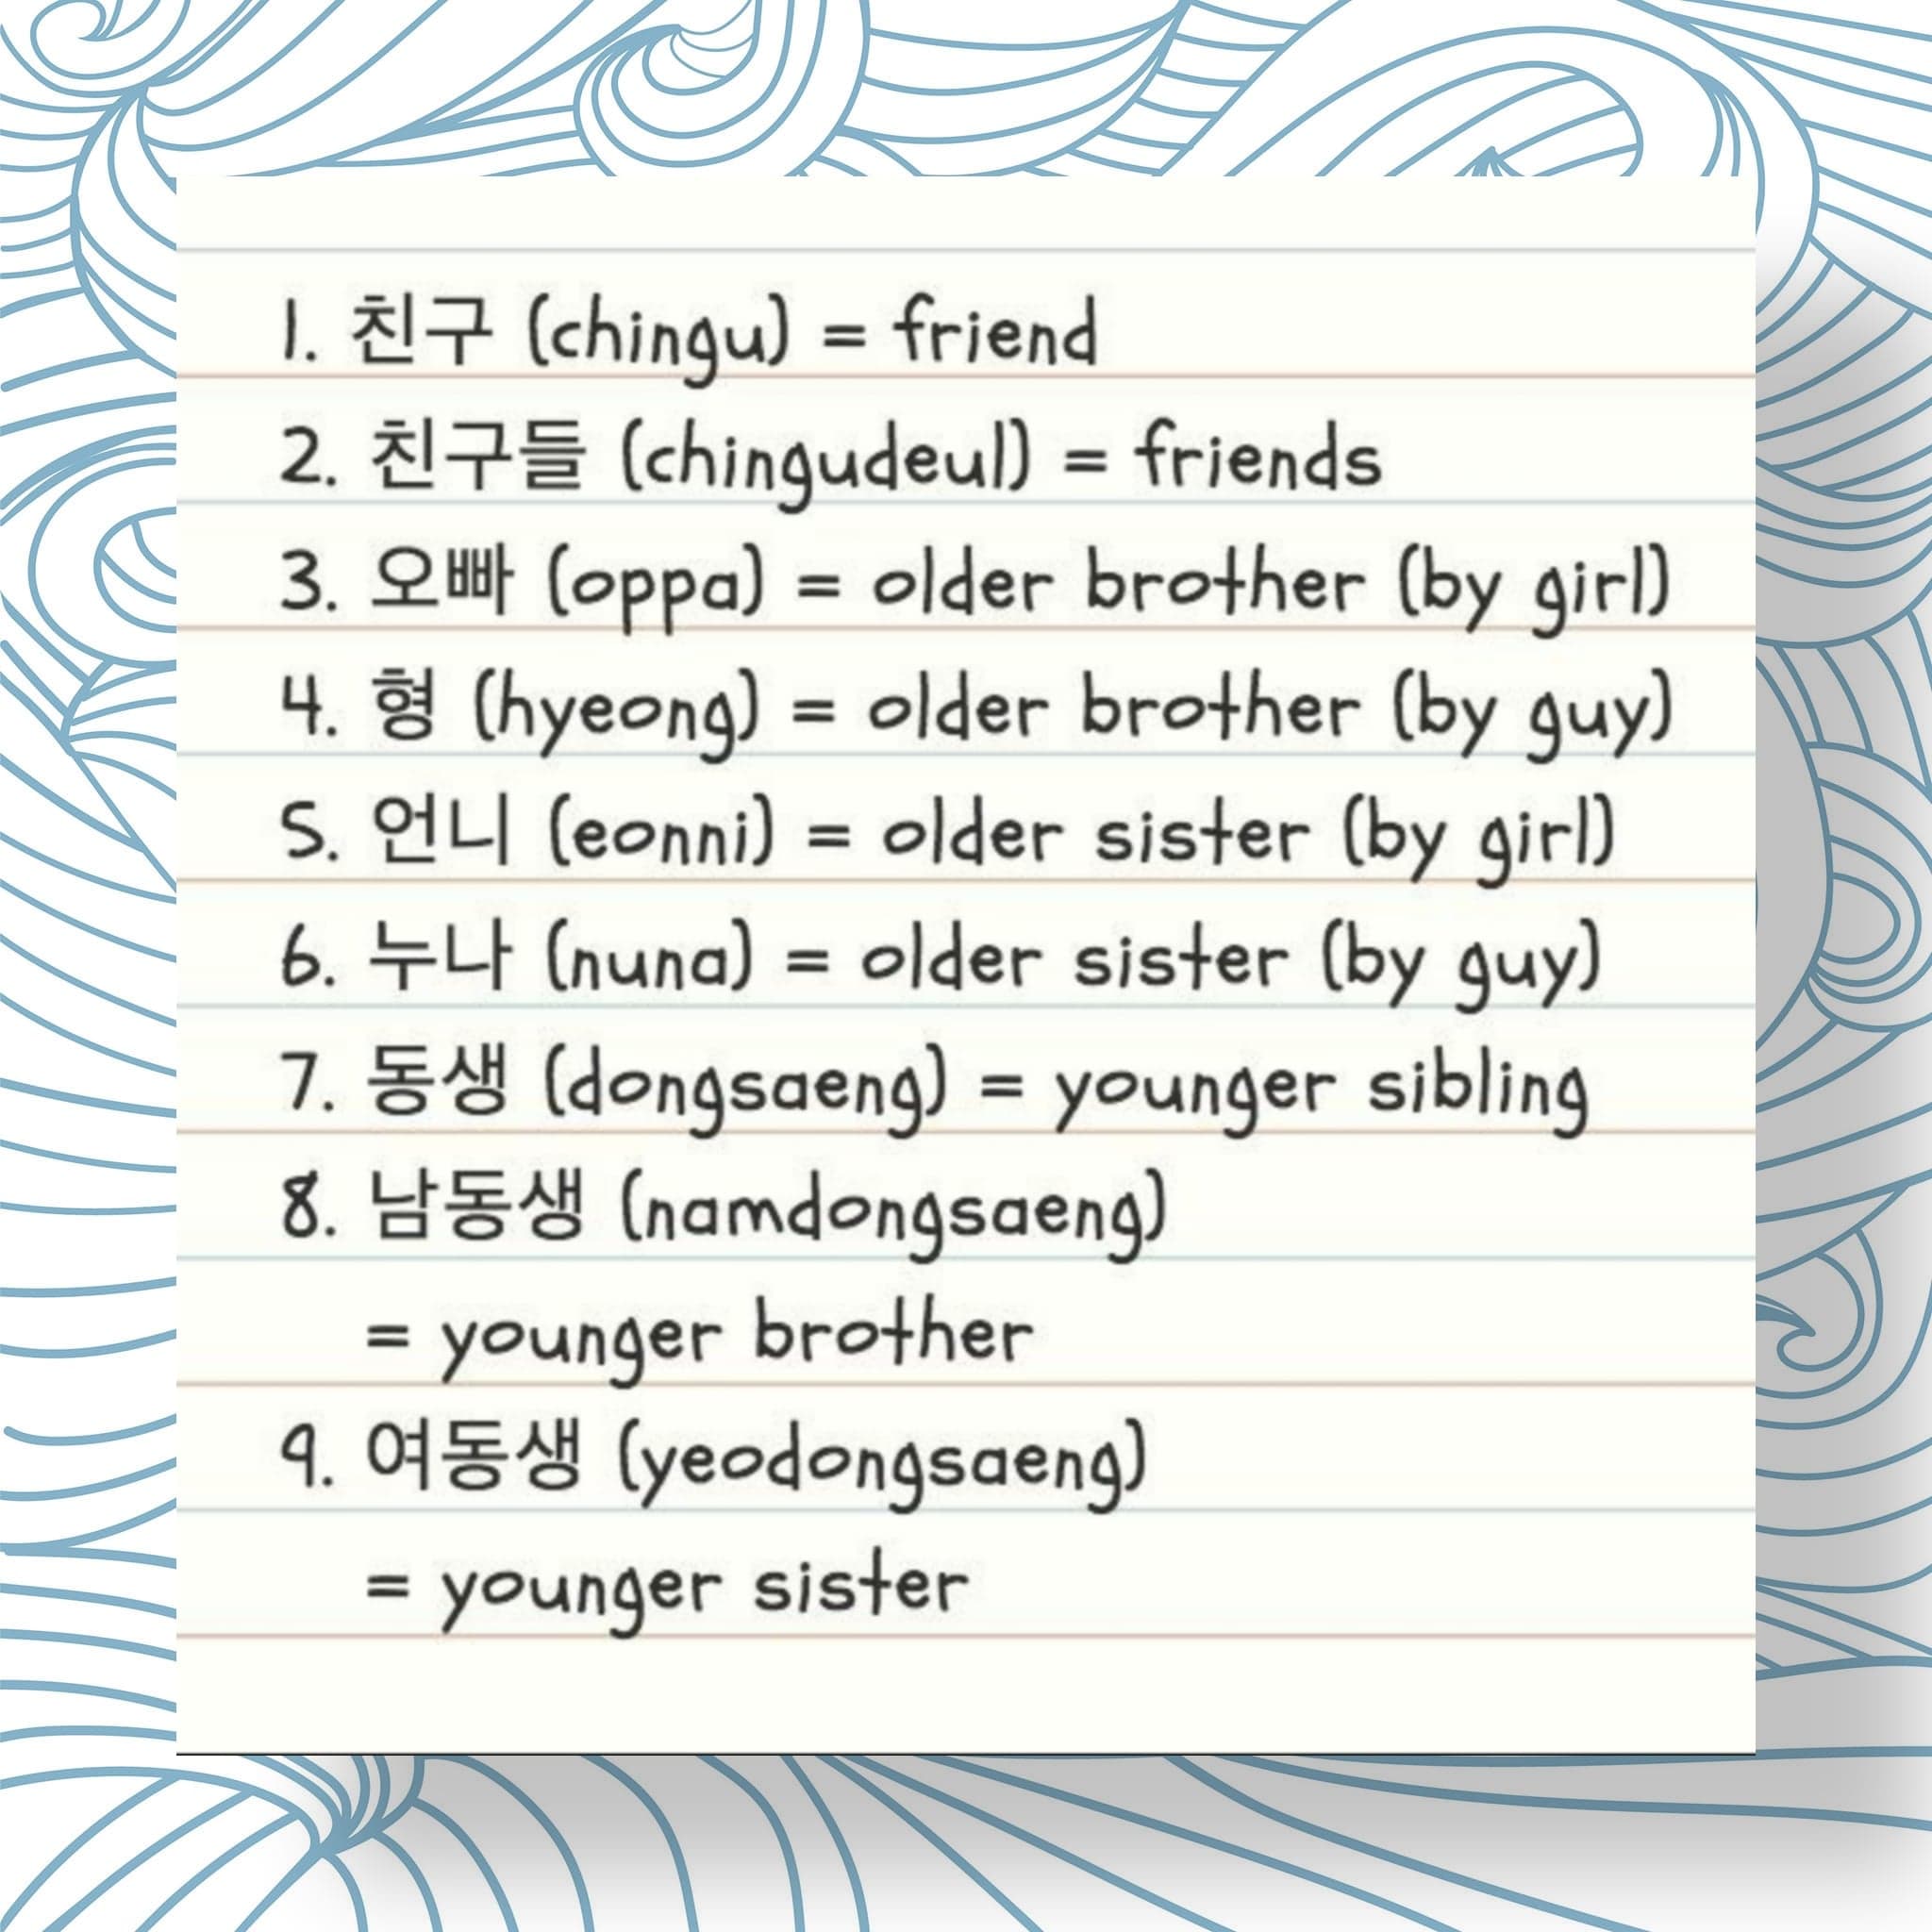 1. 친구 (chingu) = friend
2. 친구들 (chingudeul) = friends
3. 오빠 (oppa) = older brother (by girl)
4. 형 (hyeong) = older brother (by guy)
5. 언니 (eonni) = older sister (by girl)
6. 누나 (nuna) = older sister (by guy)
7. 동생 (dongsaeng) = younger sibling
8. 남동생 (namdongsaeng)
= younger brother
9. 여동생 (yeodongsaeng)
= younger sister